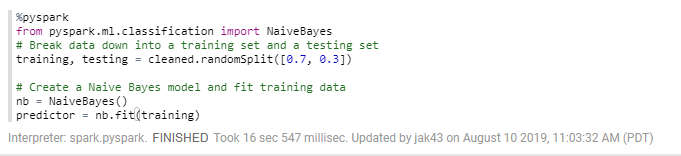 %pyspark
from pyspark.ml.classification import NaiveBayes
# Break data down into a training set and a testing set
training, testing = cleaned.randomSplit([0.7, 0.3])
# Create a Naive Bayes model and fit training data
nb = NaiveBayes()
predictor = nb.fit(training)
Interpreter: spark.pyspark. FINISHED Took 16 sec 547 millisec. Updated by jak43 on August 10 2019, 11:03:32 AM (PDT)